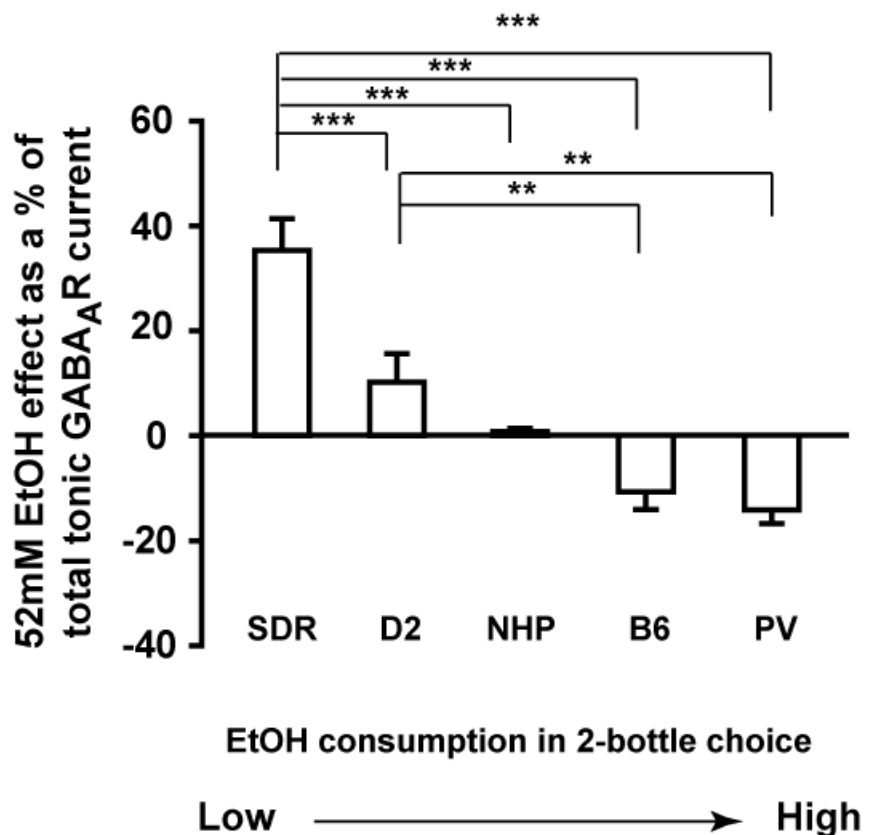 ***
***
***
***
**
**
60
40
20
0
-20
-40
52mM EtOH effect as a % of
total tonic GABAAR current
SDR D2 NHP B6 PV
EtOH consumption in 2-bottle choice
Low High